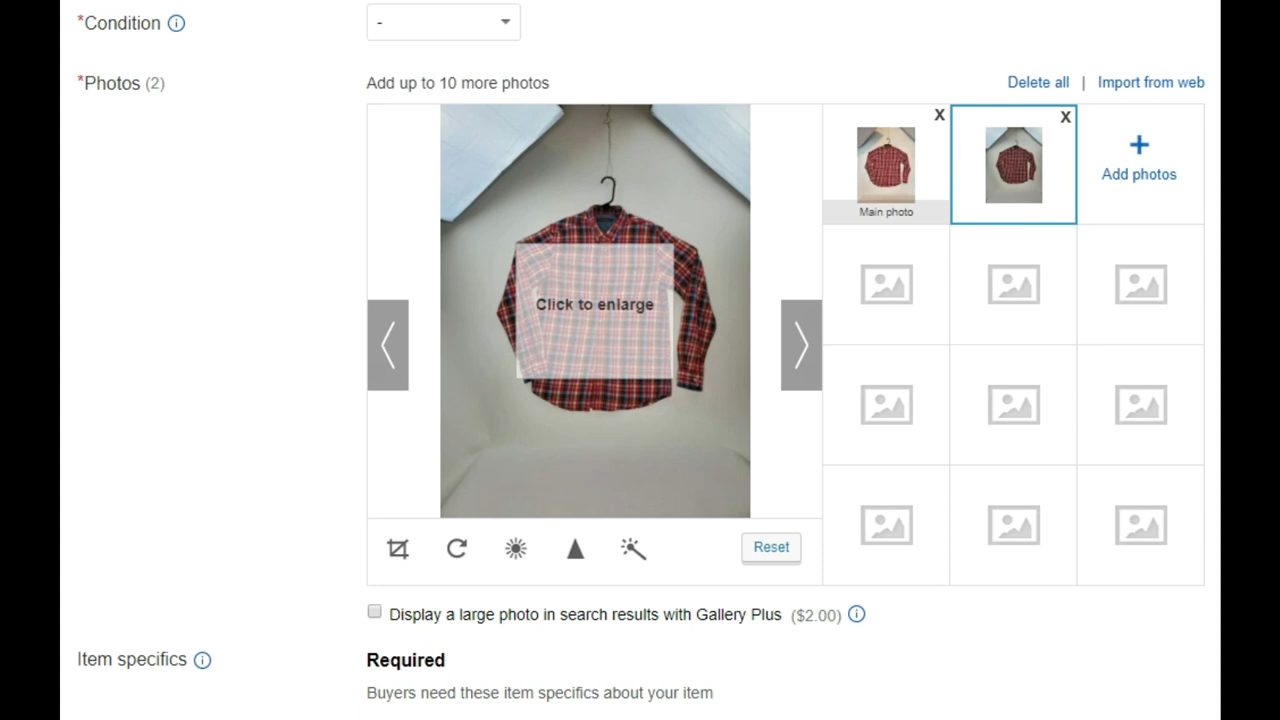 *Condition
-
*Photos (2)
Add up to 10 more photos
Delete all | Import from web
X
X
Add photos
Main photo
Click to enlarge
Reset
Display a large photo in search results with Gallery Plus ($2.00)
Item specifics
Required
Buyers need these item specifics about your item